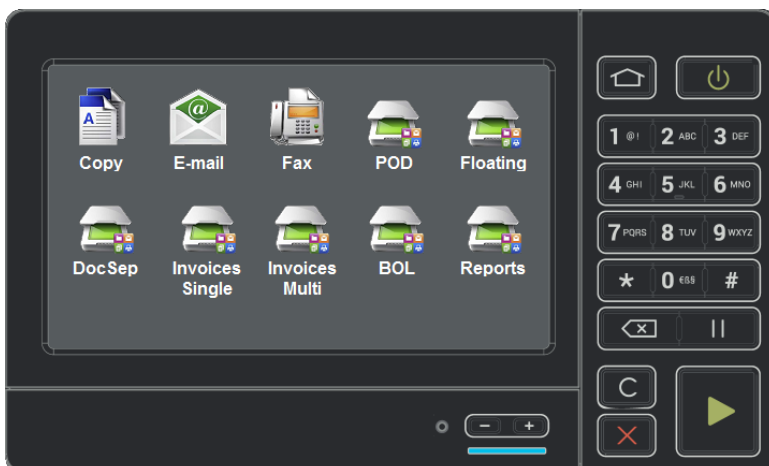 Copy
E-mail
Fax
POD
Floating
DocSep
Invoices
Single
Invoices
Multi
BOL
Reports
1 @!
2 ABC
3 DEF
4 GHI
5 JKL
6 MNO
7 PQRS
8 TUV
9 WXYZ
*
0 €ß§
#
C